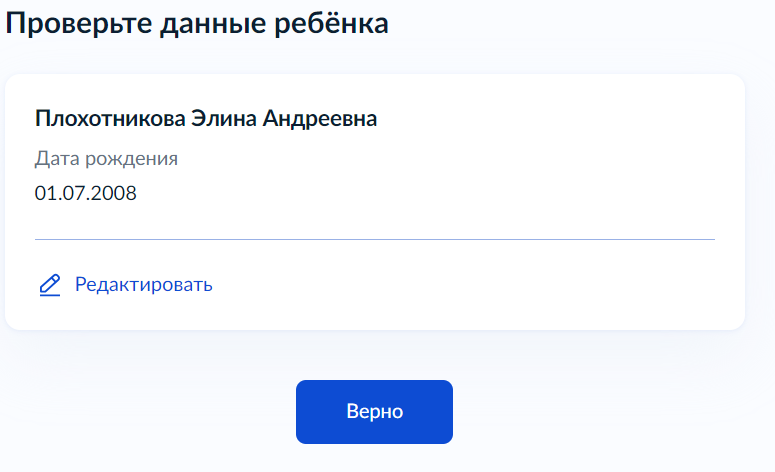 Проверьте данные ребёнка
Плохотникова Элина Андреевна
Дата рождения
01.07.2008
Редактировать
Верно